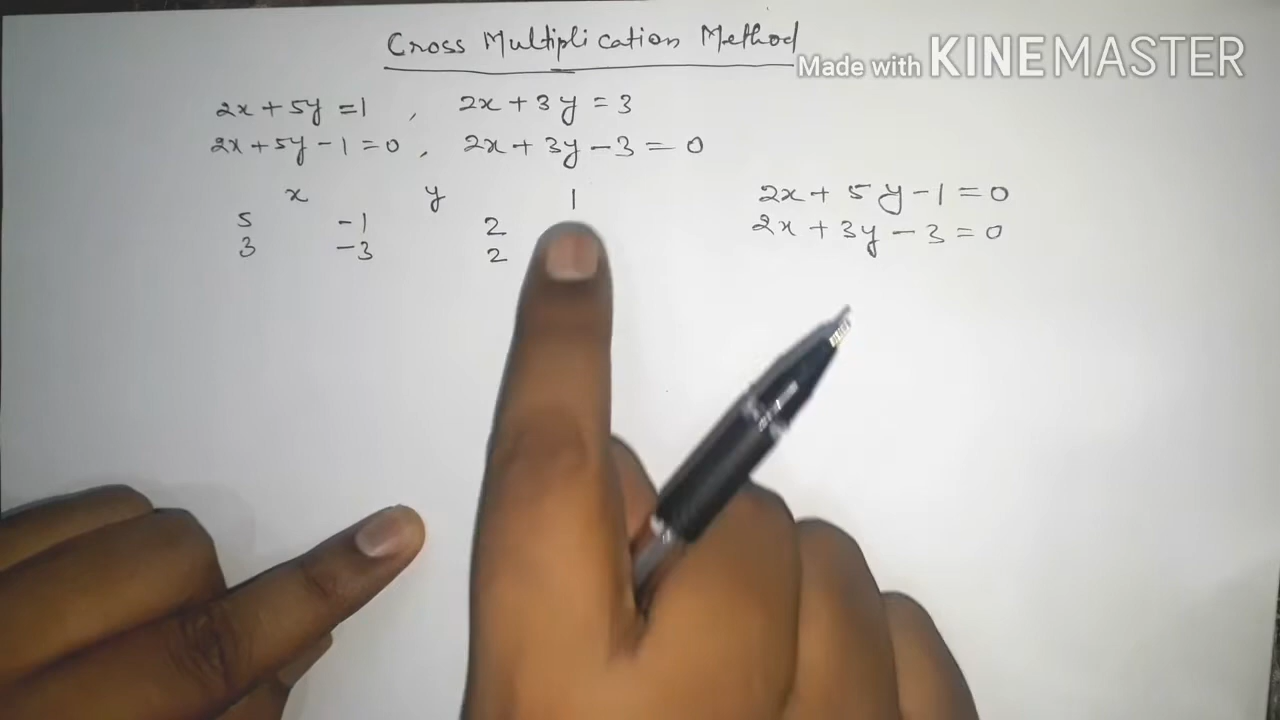 Cross Multiplication Method
Made with KINEMASTER
2x + 5y = 1 , 2x + 3y = 3
2x + 5y - 1 = 0 , 2x + 3y - 3 = 0
x y 1
5 -1 2
3 -3 2
2x + 5y - 1 = 0
2x + 3y - 3 = 0